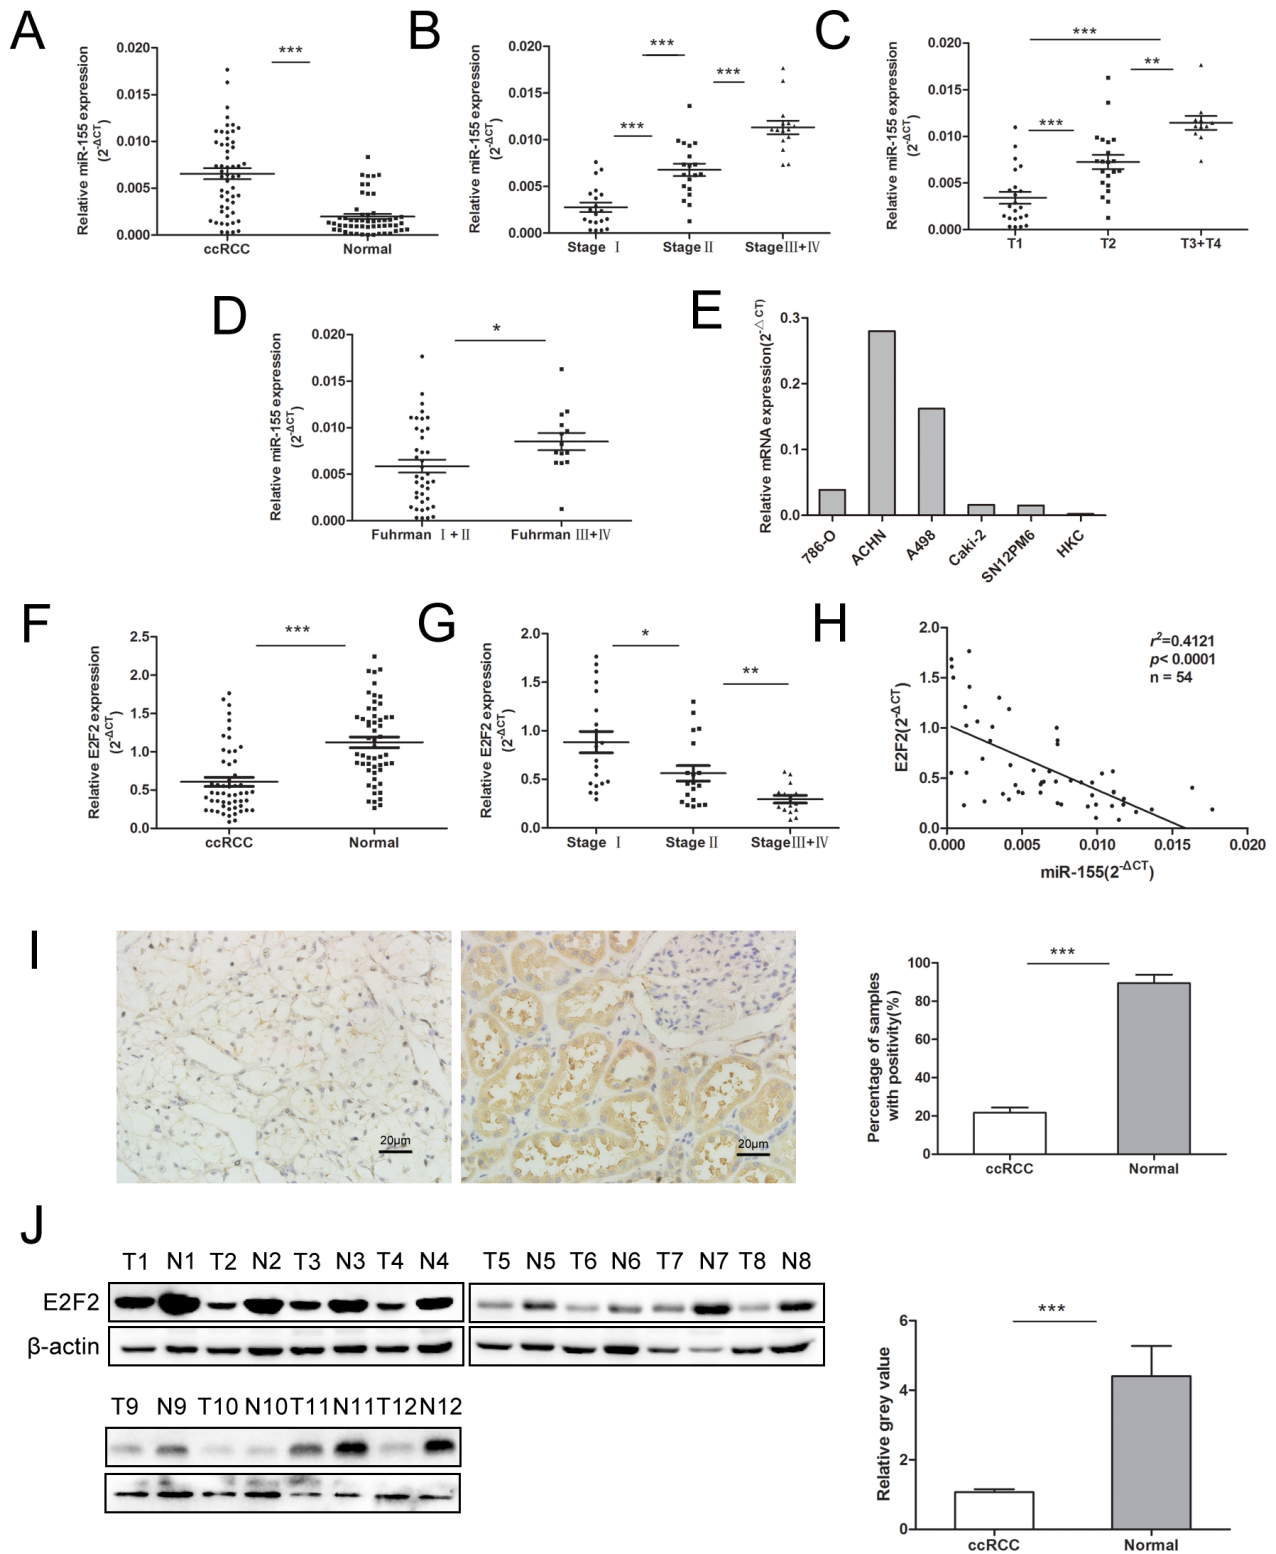 A
Relative miR-155 expression
(2-ΔCT)
0.020
0.015
0.010
0.005
0.000
***
ccRCC
Normal
B
Relative miR-155 expression
(2-ΔCT)
0.020
0.015
0.010
0.005
0.000
***
***
***
Stage Ⅰ
Stage Ⅱ
StageⅢ+Ⅳ
C
Relative miR-155 expression
(2-ΔCT)
0.020
0.015
0.010
0.005
0.000
***
**
***
T1
T2
T3+T4
D
Relative miR-155 expression
(2-ΔCT)
0.020
0.015
0.010
0.005
0.000
*
Fuhrman Ⅰ+Ⅱ
Fuhrman Ⅲ+Ⅳ
E
Relative mRNA expression(2-△CT)
0.3
0.2
0.1
0.0
786-O
ACHN
A498
Caki-2
SN12PM6
HKC
F
Relative E2F2 expression
(2-ΔCT)
2.5
2.0
1.5
1.0
0.5
0.0
***
ccRCC
Normal
G
Relative E2F2 expression
(2-ΔCT)
2.0
1.5
1.0
0.5
0.0
*
**
Stage Ⅰ
Stage Ⅱ
StageⅢ+Ⅳ
H
E2F2(2-ΔCT)
2.0
1.5
1.0
0.5
0.0
r2=0.4121
p< 0.0001
n = 54
0.000
0.005
0.010
0.015
0.020
miR-155(2-ΔCT)
I
20μm
20μm
Percentage of samples
with positivity(%)
100
80
60
40
20
0
***
ccRCC
Normal
J
T1 N1 T2 N2 T3 N3 T4 N4
T5 N5 T6 N6 T7 N7 T8 N8
E2F2
β-actin
T9 N9 T10 N10 T11 N11 T12 N12
Relative grey value
6
4
2
0
***
ccRCC
Normal